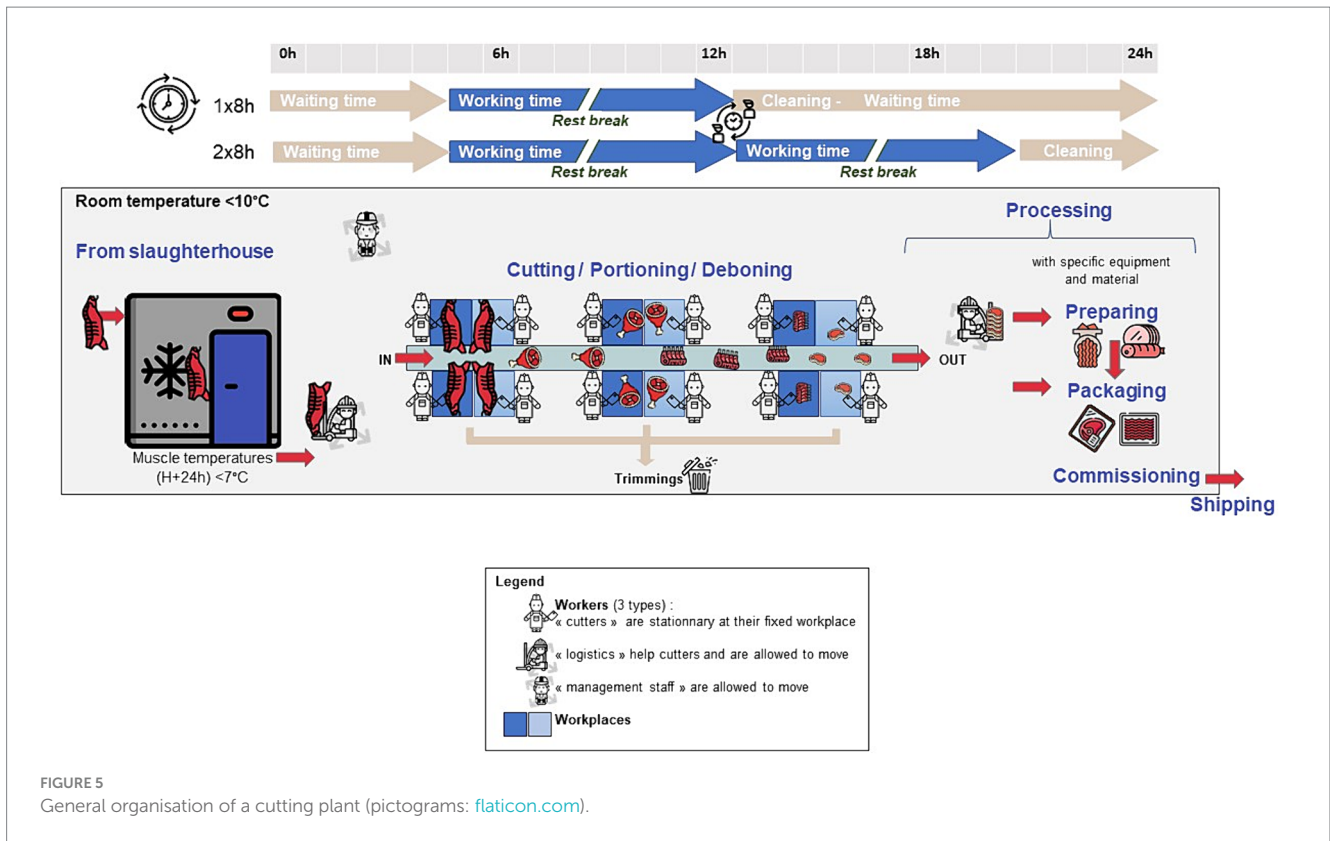 0h 6h 12h 18h 24h
1x8h Waiting time Working time Cleaning - Waiting time
Rest break
2x8h Waiting time Working time Working time Cleaning
Rest break Rest break
Room temperature <10°C
From slaughterhouse
Muscle temperatures
(H+24h) <7°C
Cutting / Portioning / Deboning
IN
OUT
Trimmings
Processing
with specific equipment
and material
Preparing
Packaging
Commissioning
Shipping
Legend
Workers (3 types) :
« cutters » are stationnary at their fixed workplace
« logistics » help cutters and are allowed to move
« management staff » are allowed to move
Workplaces
FIGURE 5
General organisation of a cutting plant (pictograms: flaticon.com).